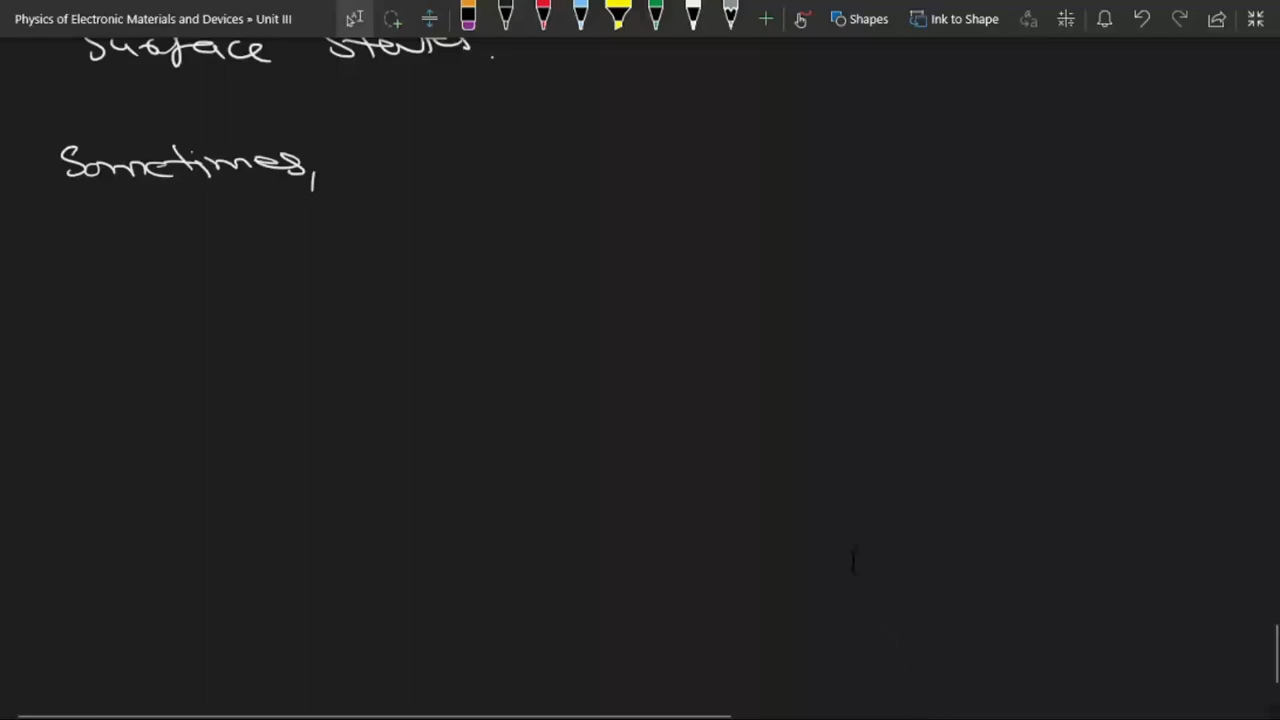 Physics of Electronic Materials and Devices » Unit III
Shapes
Ink to Shape
Surface States.
Sometimes,